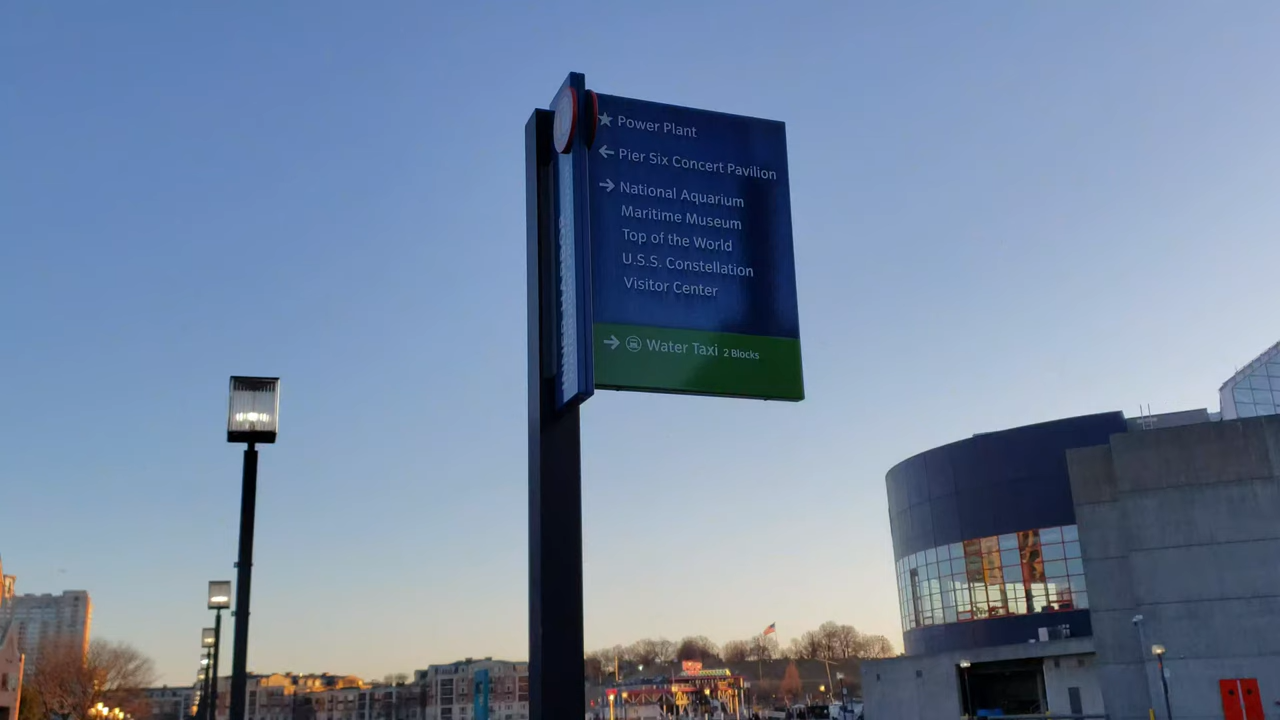 Power Plant
Pier Six Concert Pavilion
National Aquarium
Maritime Museum
Top of the World
U.S.S. Constellation
Visitor Center
Water Taxi 2 Blocks